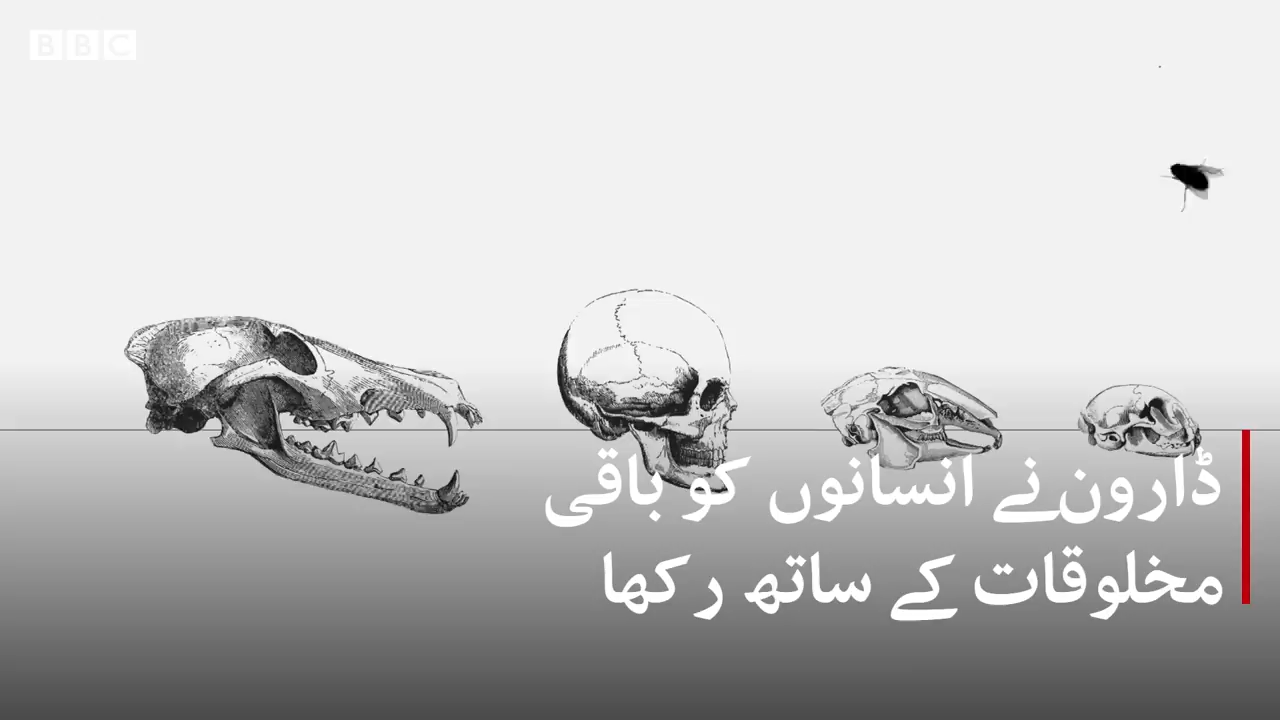 BBC
ڈارون نے انسانوں کو باقی
مخلوقات کے ساتھ رکھا